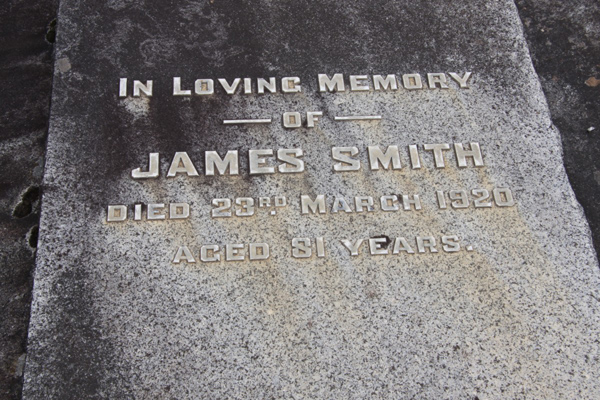 IN LOVING MEMORY
— OF —
JAMES SMITH
DIED 23RD MARCH 1920
AGED 81 YEARS.